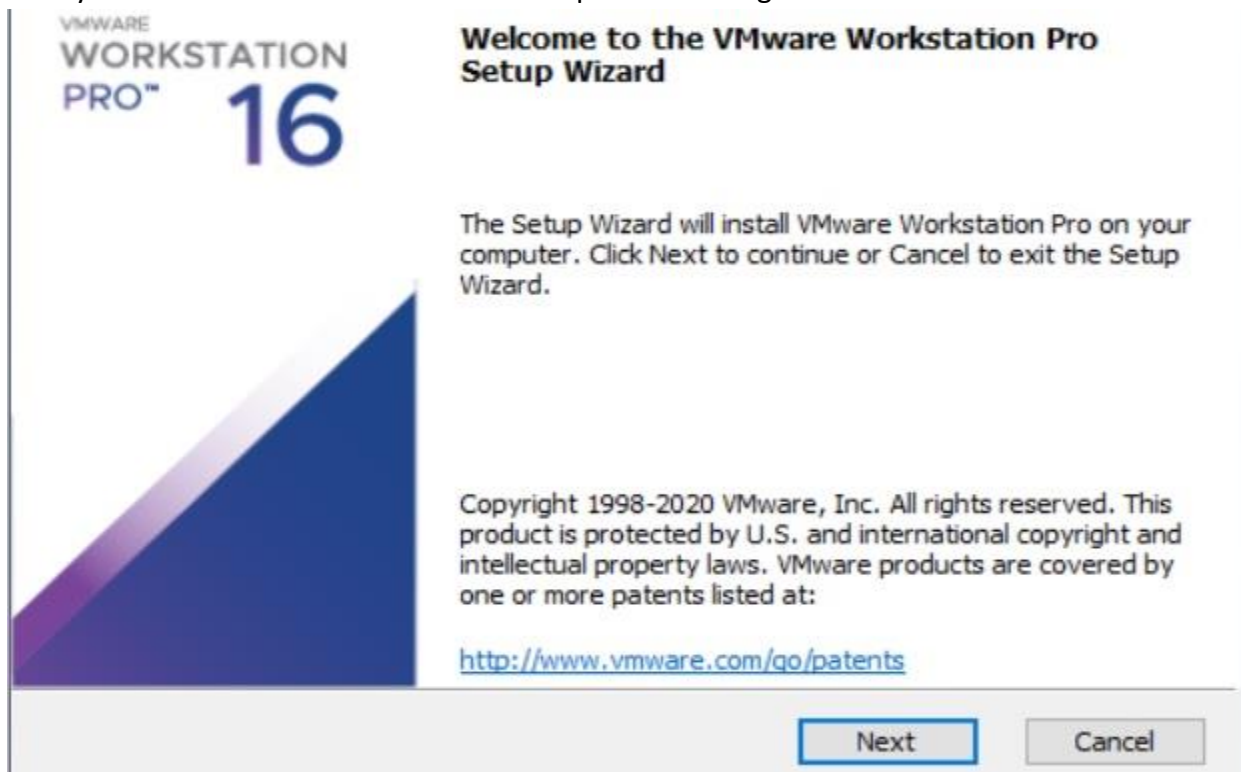 VMWARE
WORKSTATION
PRO™ 16
Welcome to the VMware Workstation Pro
Setup Wizard
The Setup Wizard will install VMware Workstation Pro on your
computer. Click Next to continue or Cancel to exit the Setup
Wizard.
Copyright 1998-2020 VMware, Inc. All rights reserved. This
product is protected by U.S. and international copyright and
intellectual property laws. VMware products are covered by
one or more patents listed at:
http://www.vmware.com/go/patents
Next Cancel